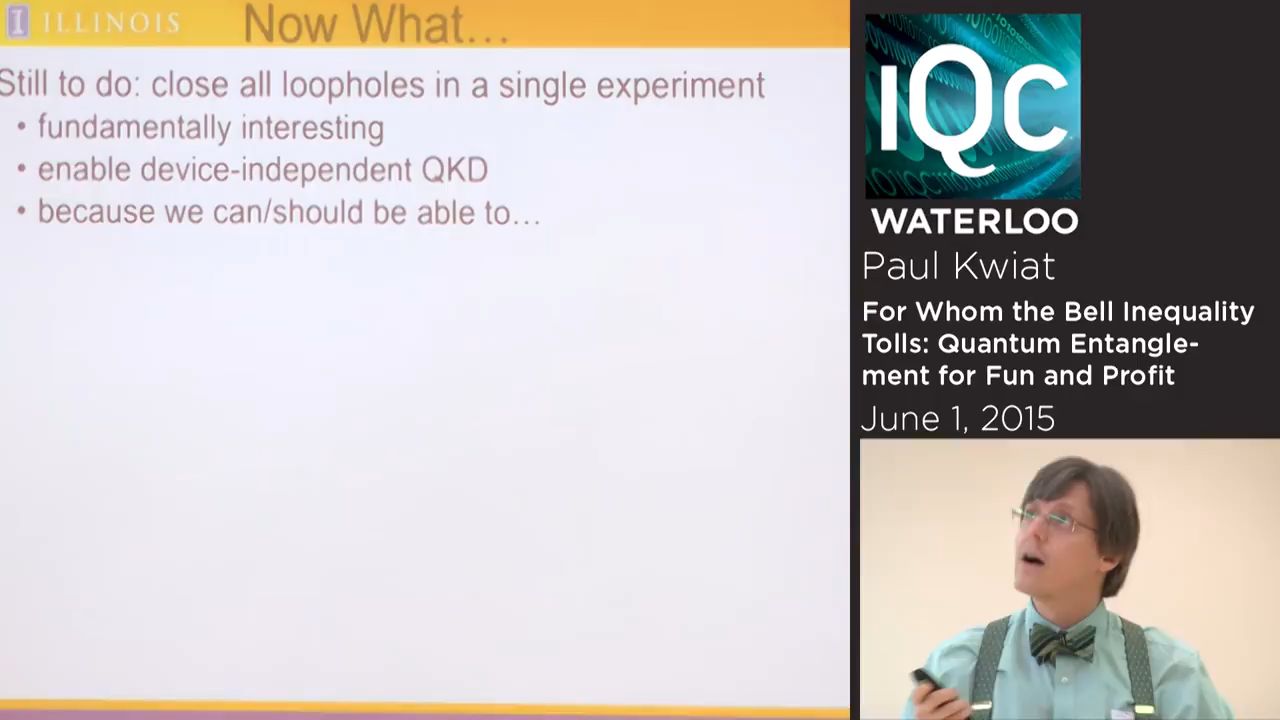 I ILLINOIS
Now What…
Still to do: close all loopholes in a single experiment
• fundamentally interesting
• enable device-independent QKD
• because we can/should be able to…
IQC
WATERLOO
Paul Kwiat
For Whom the Bell Inequality
Tolls: Quantum Entangle-
ment for Fun and Profit
June 1, 2015